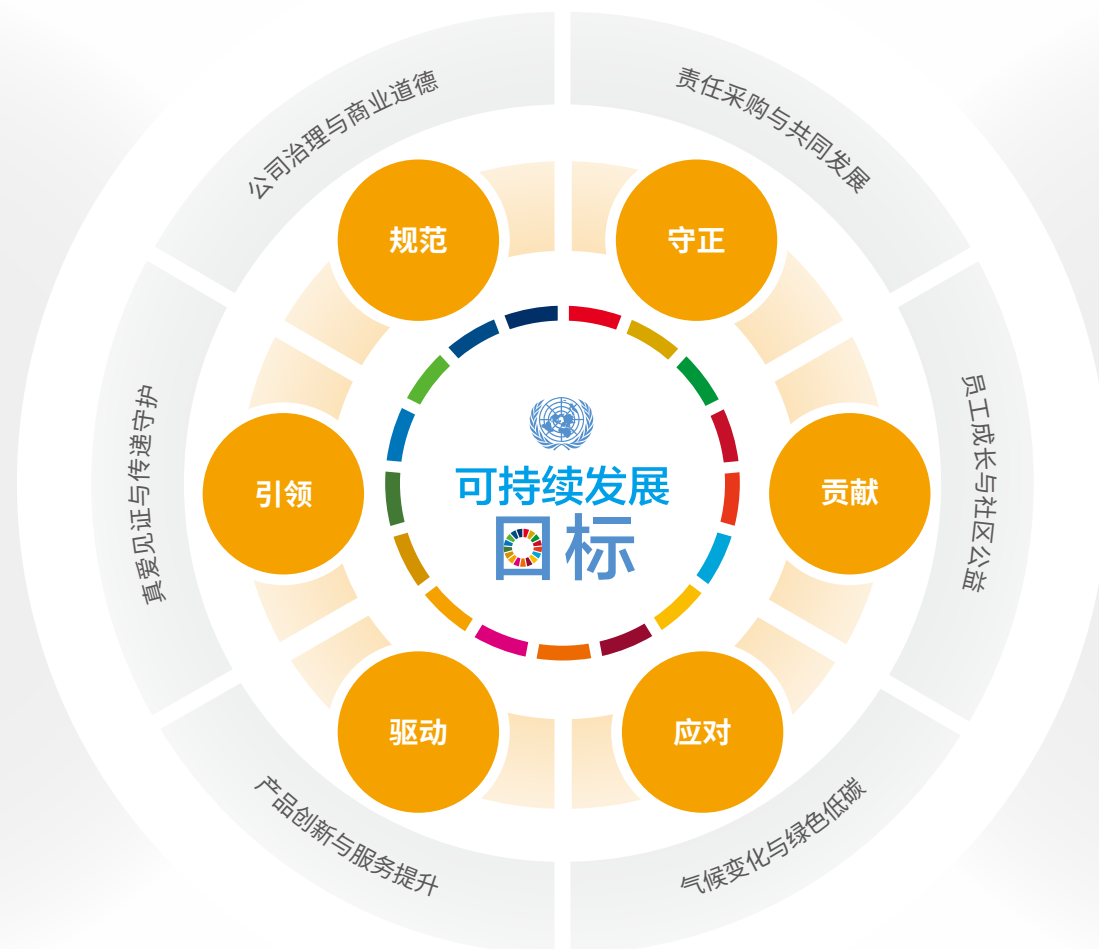 公司治理与商业道德
责任采购与共同发展
规范
守正
员工成长与社区公益
真爱见证与传递守护
可持续发展
目标
引领
贡献
驱动
应对
产品创新与服务提升
气候变化与绿色低碳